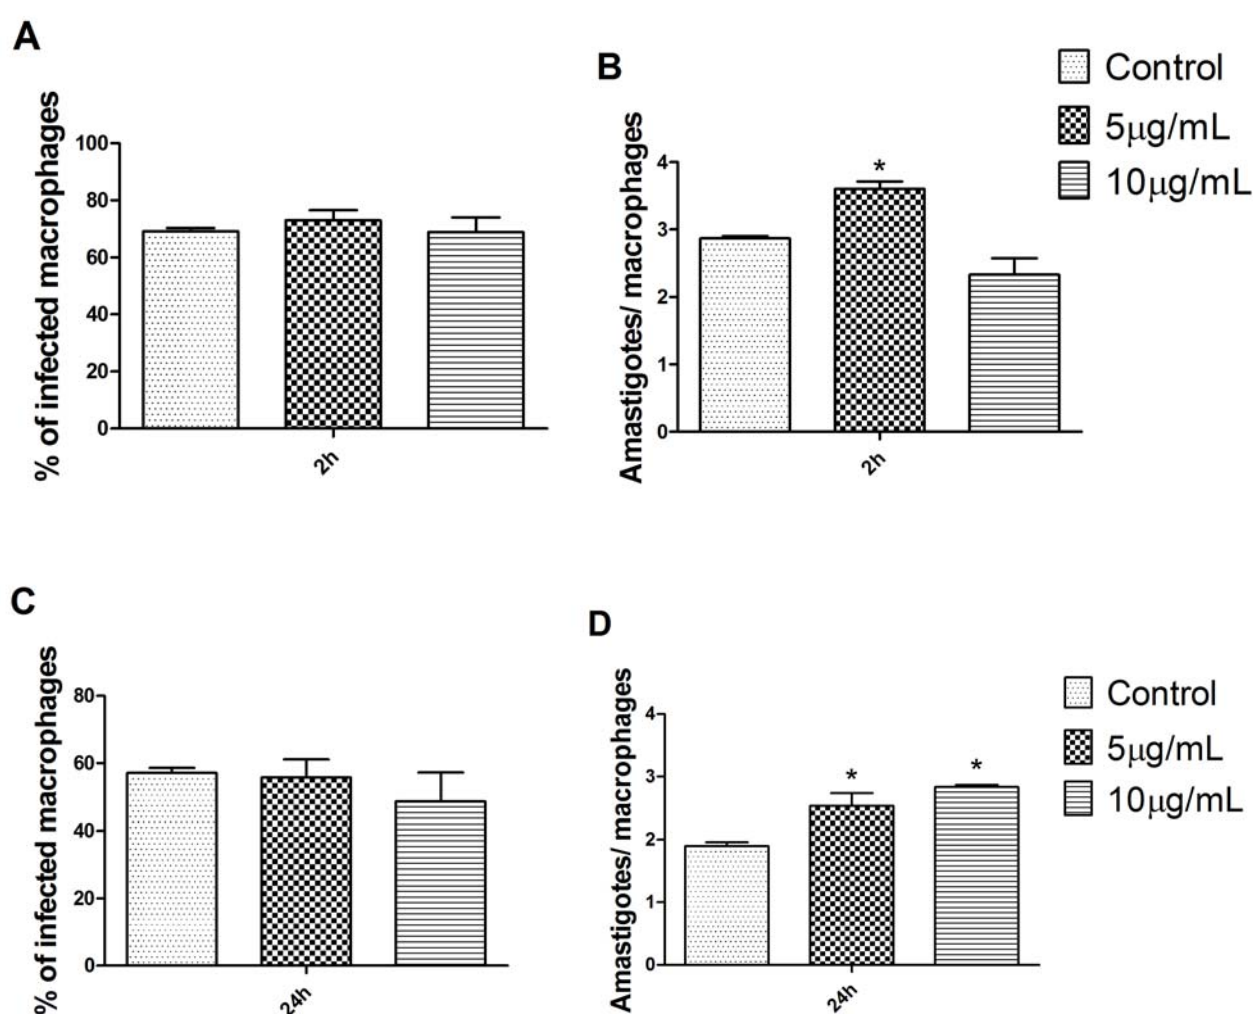 A
% of infected macrophages
100
80
60
40
20
0
2h
B
Amastigotes/ macrophages
4
3
2
1
0
*
2h
Control
5μg/mL
10μg/mL
C
% of infected macrophages
80
60
40
20
0
24h
D
Amastigotes/ macrophages
4
3
2
1
0
*
*
24h
Control
5μg/mL
10μg/mL